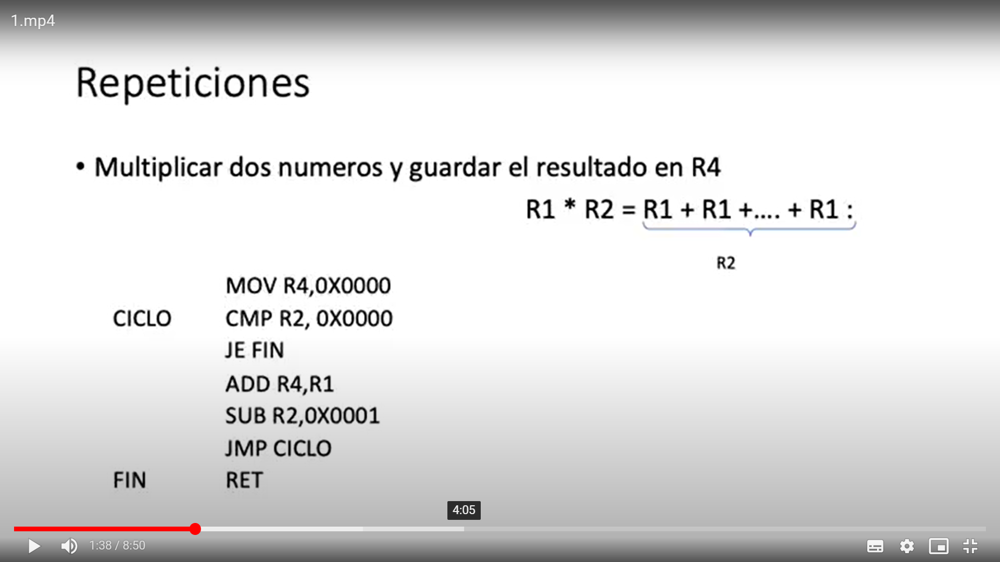 1.mp4
Repeticiones
• Multiplicar dos numeros y guardar el resultado en R4
R1 * R2 = R1 + R1 +.... + R1 :
R2
MOV R4,0X0000
CICLO CMP R2, 0X0000
JE FIN
ADD R4,R1
SUB R2,0X0001
JMP CICLO
FIN RET
4:05
1:38 / 8:50